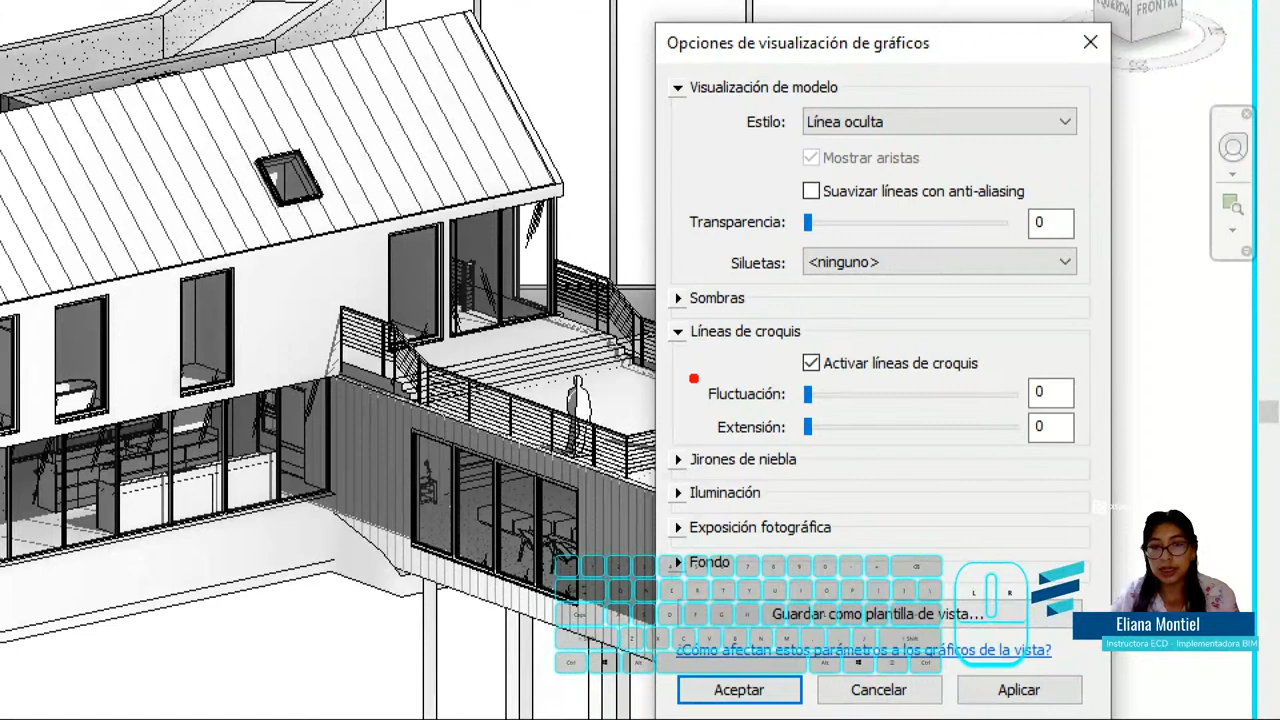 FRONTAL
Opciones de visualización de gráficos
Visualización de modelo
Estilo: Línea oculta
Mostrar aristas
Suavizar líneas con anti-aliasing
Transparencia: 0
Siluetas: <ninguno>
Sombras
Líneas de croquis
Activar líneas de croquis
Fluctuación: 0
Extensión: 0
Jirones de niebla
Iluminación
Exposición fotográfica
Fondo
L R
Guardar como plantilla de vista...
¿Cómo afectan estos parámetros a los gráficos de la vista?
Eliana Montiel
Instructora ECD - Implementadora BIM
Aceptar Cancelar Aplicar